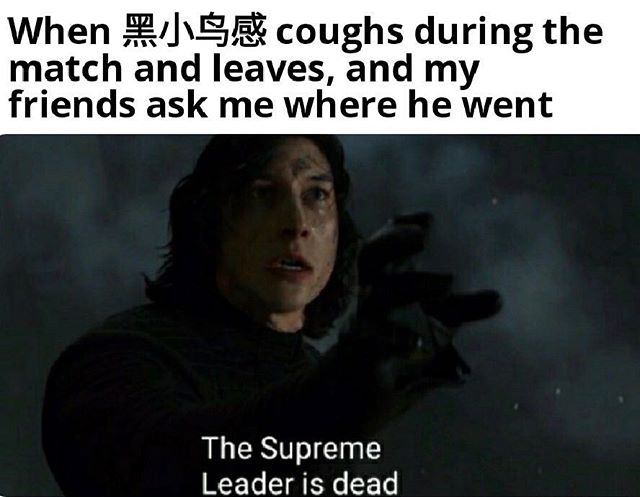 When 黑小鸟感 coughs during the
match and leaves, and my
friends ask me where he went
The Supreme
Leader is dead